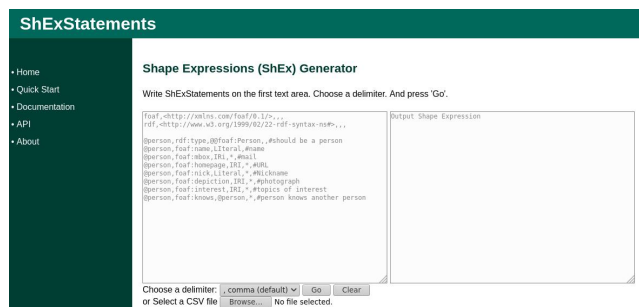 ShExStatements
• Home
• Quick Start
• Documentation
• API
• About
Shape Expressions (ShEx) Generator
Write ShExStatements on the first text area. Choose a delimiter. And press 'Go'.
foaf,<http://xmlns.com/foaf/0.1/>,,,
rdf,<http://www.w3.org/1999/02/22-rdf-syntax-ns#>,,,
@person,rdf:type,@@foaf:Person,,#should be a person
@person,foaf:name,LIteral,#name
@person,foaf:mbox,IRi,*,#mail
@person,foaf:homepage,IRI,*,#URL
@person,foaf:nick,Literal,*,#Nickname
@person,foaf:depiction,IRI,*,#photograph
@person,foaf:interest,IRI,*,#topics of interest
@person,foaf:knows,@person,*,#person knows another person
Output Shape Expression
Choose a delimiter: , comma (default) Go Clear
or Select a CSV file Browse... No file selected.